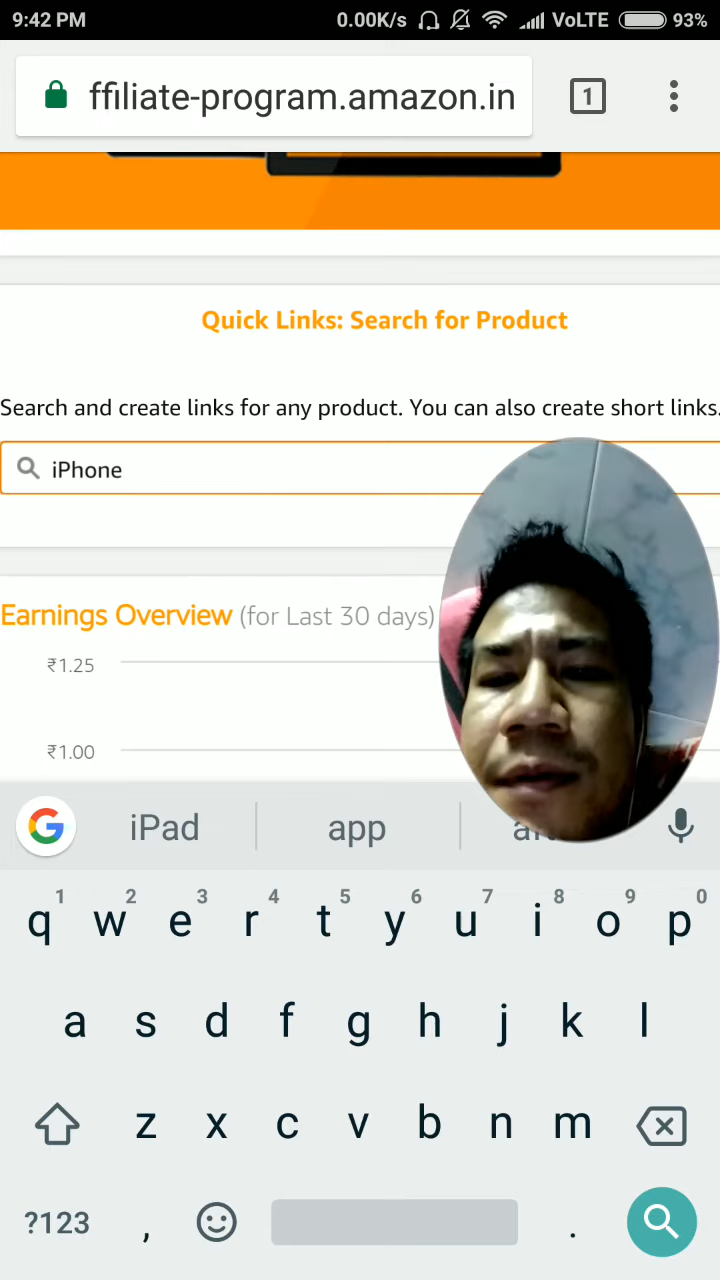 9:42 PM 0.00K/s VoLTE 93%
ffiliate-program.amazon.in 1
Quick Links: Search for Product
Search and create links for any product. You can also create short links.
iPhone
Earnings Overview (for Last 30 days)
₹1.25
₹1.00
iPad app
1 2 3 4 5 6 7 8 9 0
q w e r t y u i o p
a s d f g h j k l
z x c v b n m
?123 , .